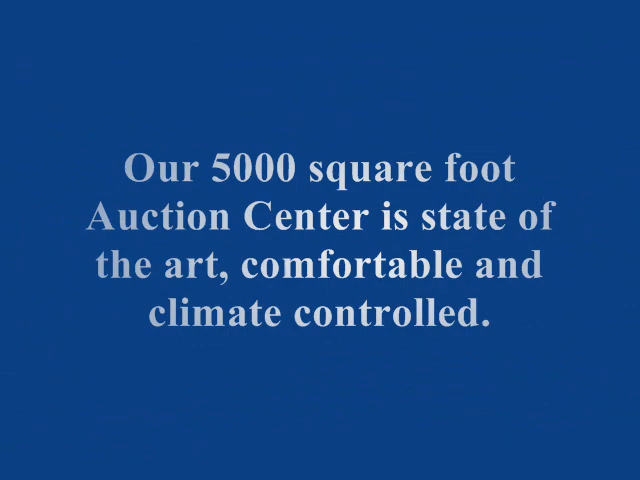 Our 5000 square foot
Auction Center is state of
the art, comfortable and
climate controlled.